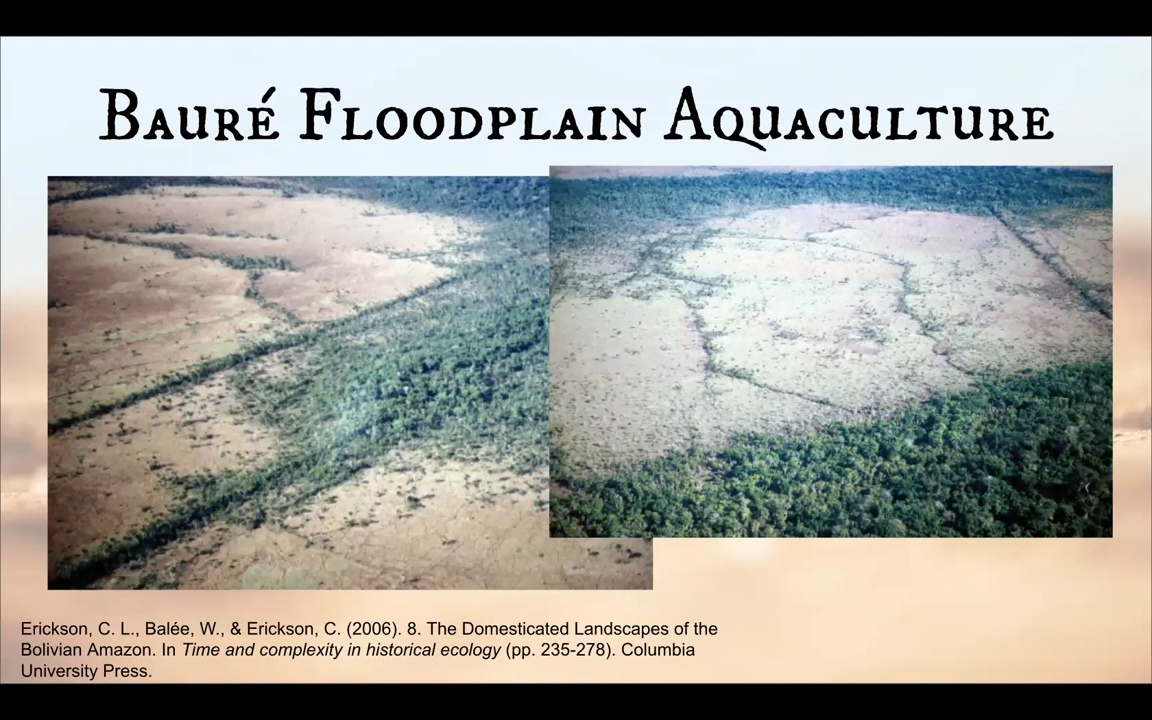 Bauré Floodplain Aquaculture
Erickson, C. L., Balée, W., & Erickson, C. (2006). 8. The Domesticated Landscapes of the
Bolivian Amazon. In Time and complexity in historical ecology (pp. 235-278). Columbia
University Press.